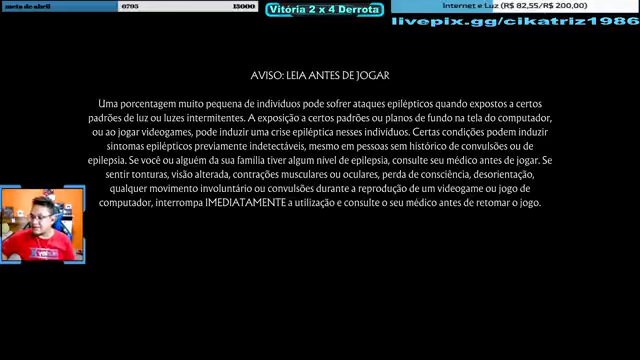 meta de abril 6795 15000
Vitória 2 x 4 Derrota
Internet e Luz (R$ 82,55/R$ 200,00)
livepix.gg/cikatriz1986
AVISO: LEIA ANTES DE JOGAR
Uma porcentagem muito pequena de individuos pode sofrer ataques epilépticos quando expostos a certos
padrões de luz ou luzes intermitentes. A exposição a certos padrões ou planos de fundo na tela do computador,
ou ao jogar videogames, pode induzir uma crise epiléptica nesses indivíduos. Certas condições podem induzir
sintomas epilépticos previamente indetectáveis, mesmo em pessoas sem histórico de convulsões ou de
epilepsia. Se você ou alguém da sua família tiver algum nível de epilepsia, consulte seu médico antes de jogar. Se
sentir tonturas, visão alterada, contrações musculares ou oculares, perda de consciência, desorientação,
qualquer movimento involuntário ou convulsões durante a reprodução de um videogame ou jogo de
computador, interrompa IMEDIATAMENTE a utilização e consulte o seu médico antes de retomar o jogo.